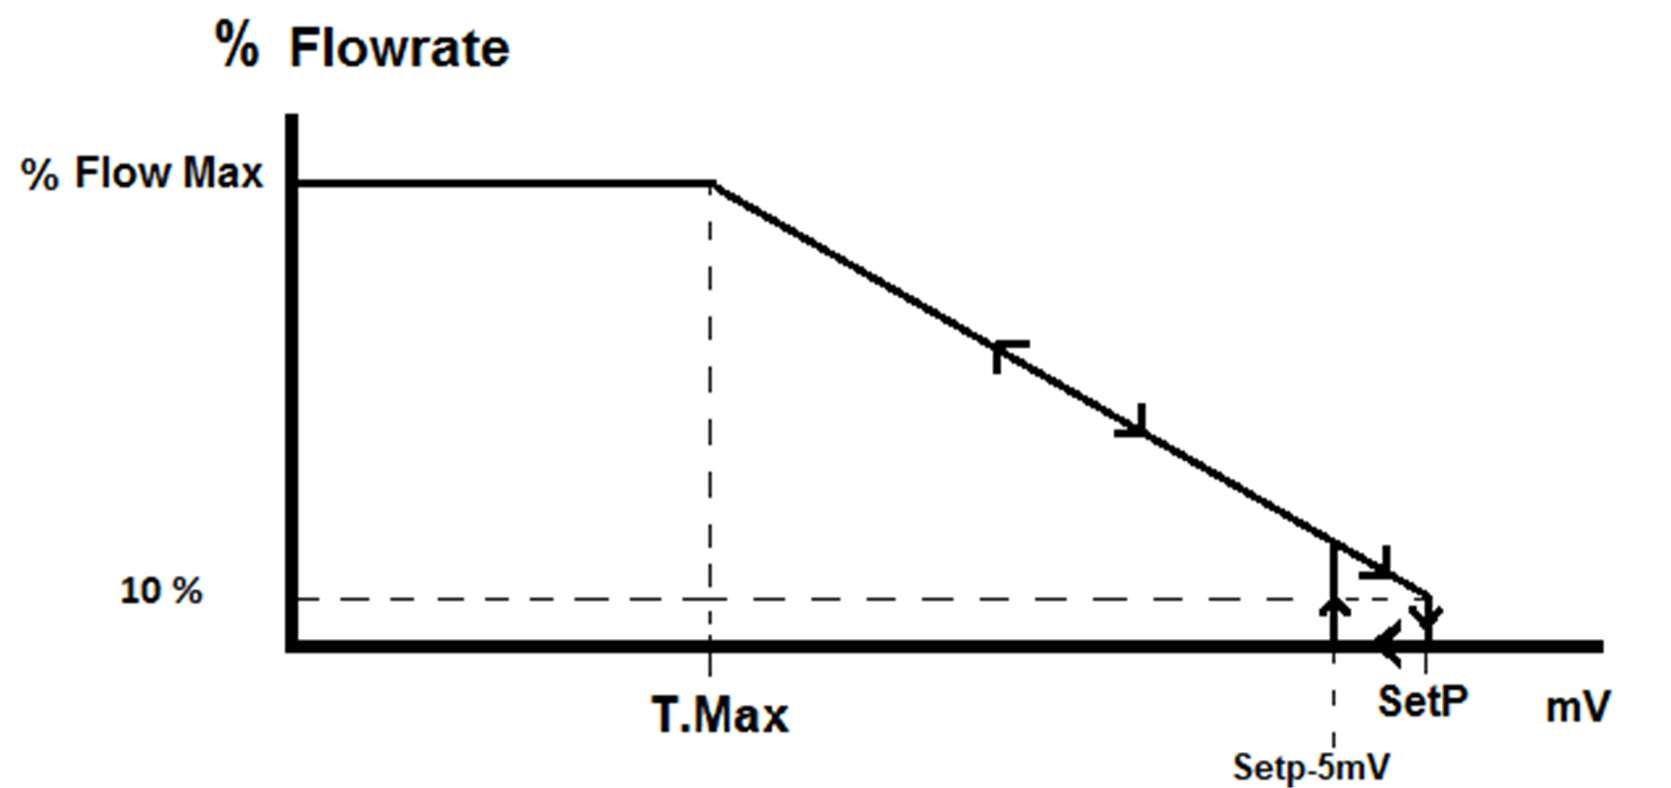 % Flowrate
% Flow Max
10 %
T.Max
SetP
mV
Setp-5mV